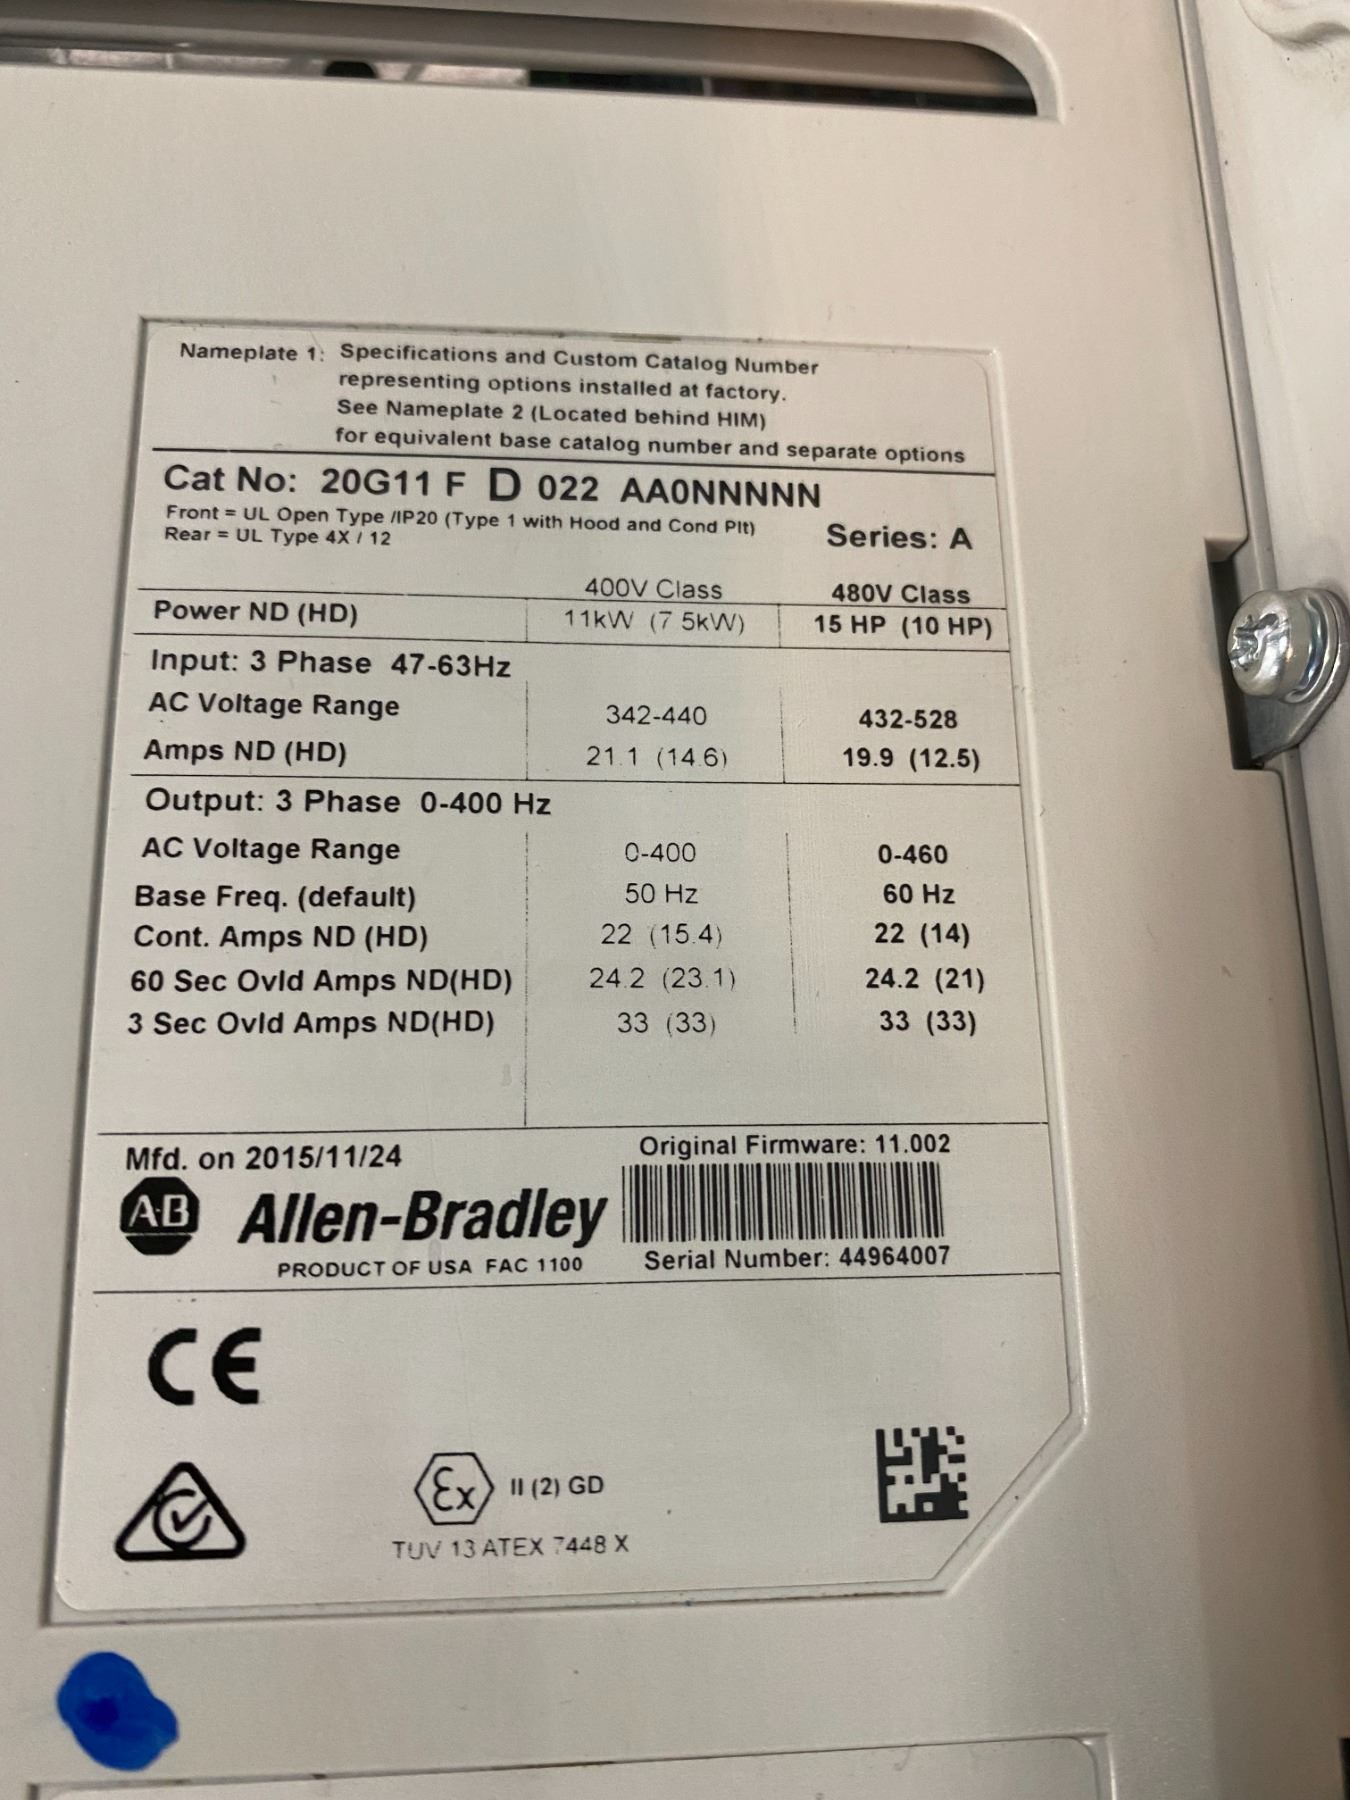 Nameplate 1: Specifications and Custom Catalog Number
representing options installed at factory.
See Nameplate 2 (Located behind HIM)
for equivalent base catalog number and separate options
Cat No: 20G11 F D 022 AA0NNNNN
Front = UL Open Type /IP20 (Type 1 with Hood and Cond Plt)
Rear = UL Type 4X / 12
Series: A
400V Class 480V Class
Power ND (HD) 11kW (7.5kW) 15 HP (10 HP)
Input: 3 Phase 47-63Hz
AC Voltage Range 342-440 432-528
Amps ND (HD) 21.1 (14.6) 19.9 (12.5)
Output: 3 Phase 0-400 Hz
AC Voltage Range 0-400 0-460
Base Freq. (default) 50 Hz 60 Hz
Cont. Amps ND (HD) 22 (15.4) 22 (14)
60 Sec Ovld Amps ND(HD) 24.2 (23.1) 24.2 (21)
3 Sec Ovld Amps ND(HD) 33 (33) 33 (33)
Mfd. on 2015/11/24
Original Firmware: 11.002
A-B Allen-Bradley
PRODUCT OF USA FAC 1100
Serial Number: 44964007
CE
Ex II (2) GD
TUV 13 ATEX 7448 X